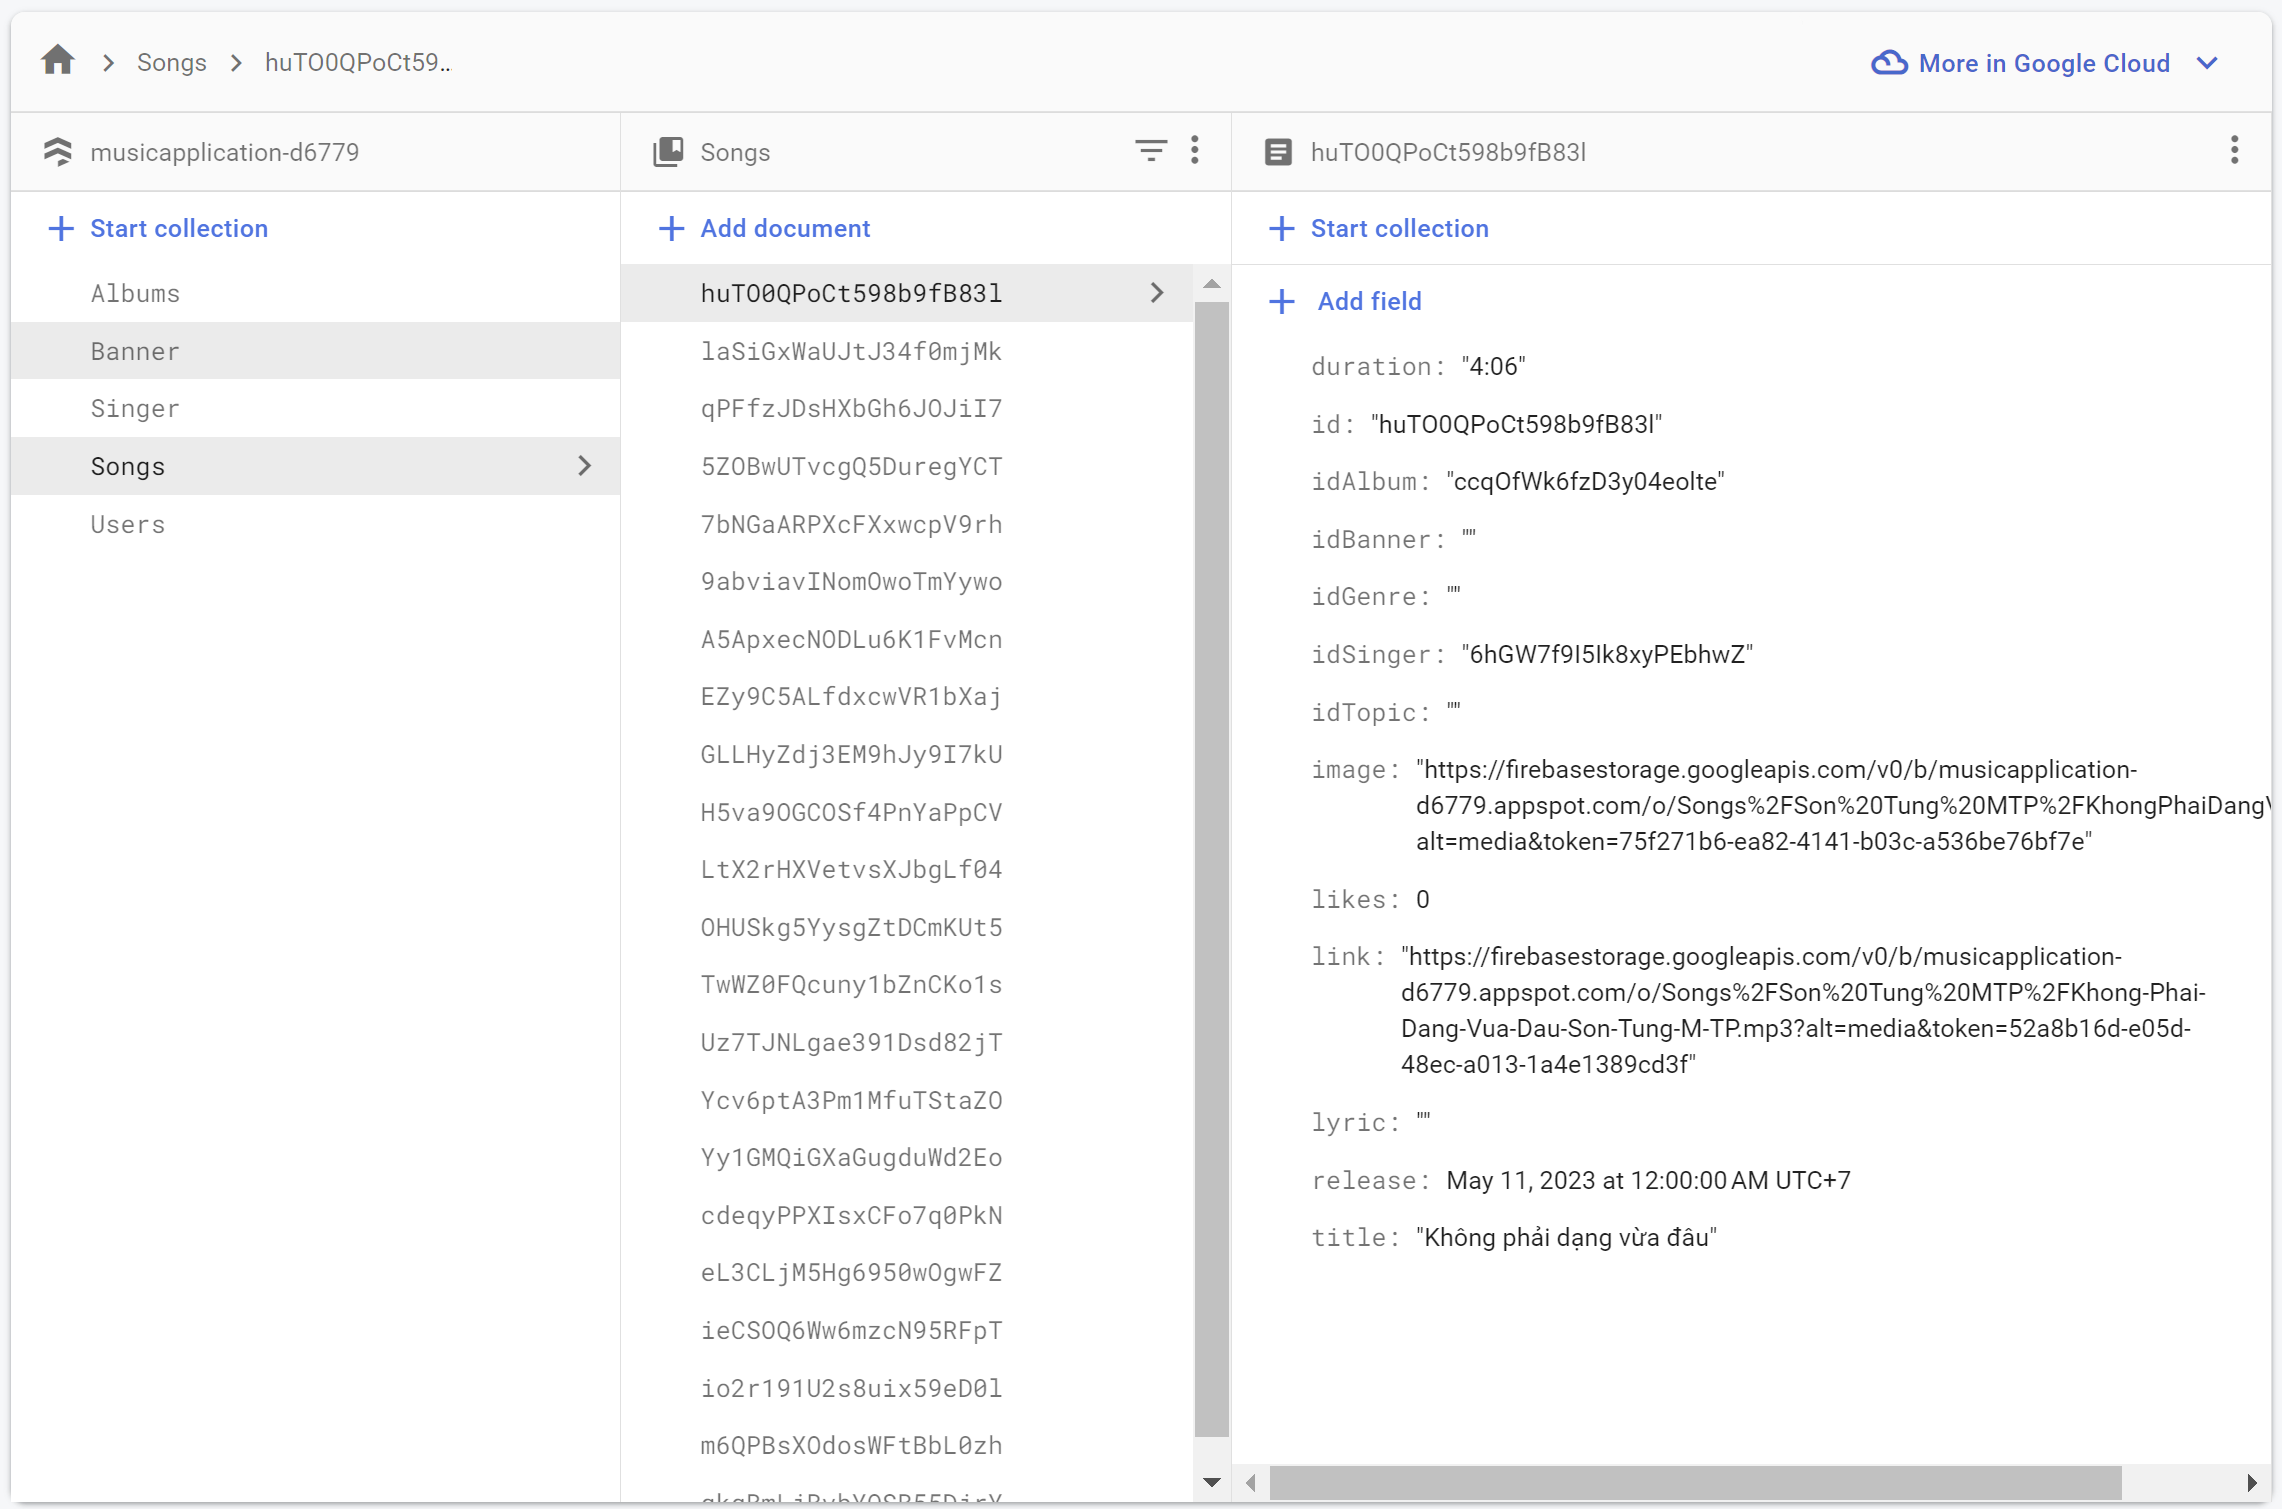 Songs
huTO0QPoCt59...
More in Google Cloud
musicapplication-d6779
Songs
huTO0QPoCt598b9fB83l
Start collection
Add document
Start collection
Albums
Banner
Singer
Songs
Users
huTO0QPoCt598b9fB83l
laSiGxWaUJtJ34f0mjMk
qPFfzJDsHXbGh6JOJiI7
5ZOBwUTvcgQ5DuregYCT
7bNGaARPXcFXxwcpV9rh
9abviavINomOwoTmYywo
A5ApxecNODLu6K1FvMcn
EZy9C5ALfdxcwVR1bXaj
GLLHyZdj3EM9hJy9I7kU
H5va9OGCOSf4PnYaPpCV
LtX2rHXVetvsXJbgLf04
OHUSkg5YysgZtDCmKUt5
TwWZ0FQcuny1bZnCKo1s
Uz7TJNLgae391Dsd82jT
Ycv6ptA3Pm1MfuTStaZO
Yy1GMQiGXaGugduWd2Eo
cdeqyPPXIsxCFo7q0PkN
eL3CLjM5Hg6950wOgwFZ
ieCSOQ6Ww6mzcN95RFpT
io2r191U2s8uix59eD0l
m6QPBsXOdosWFtBbL0zh
Add field
duration: "4:06"
id: "huTO0QPoCt598b9fB83l"
idAlbum: "ccqOfWk6fzD3y04eolte"
idBanner: ""
idGenre: ""
idSinger: "6hGW7f9I5Ik8xyPEbhwZ"
idTopic: ""
image: "https://firebasestorage.googleapis.com/v0/b/musicapplication-
d6779.appspot.com/o/Songs%2FSon%20Tung%20MTP%2FKhongPhaiDangV
alt=media&token=75f271b6-ea82-4141-b03c-a536be76bf7e"
likes: 0
link: "https://firebasestorage.googleapis.com/v0/b/musicapplication-
d6779.appspot.com/o/Songs%2FSon%20Tung%20MTP%2FKhong-Phai-
Dang-Vua-Dau-Son-Tung-M-TP.mp3?alt=media&token=52a8b16d-e05d-
48ec-a013-1a4e1389cd3f"
lyric: ""
release: May 11, 2023 at 12:00:00 AM UTC+7
title: "Không phải dạng vừa đâu"